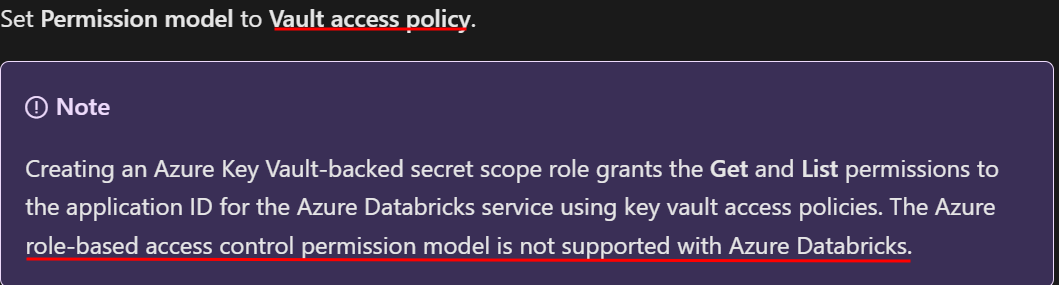 Set Permission model to Vault access policy.
Note
Creating an Azure Key Vault-backed secret scope role grants the Get and List permissions to
the application ID for the Azure Databricks service using key vault access policies. The Azure
role-based access control permission model is not supported with Azure Databricks.